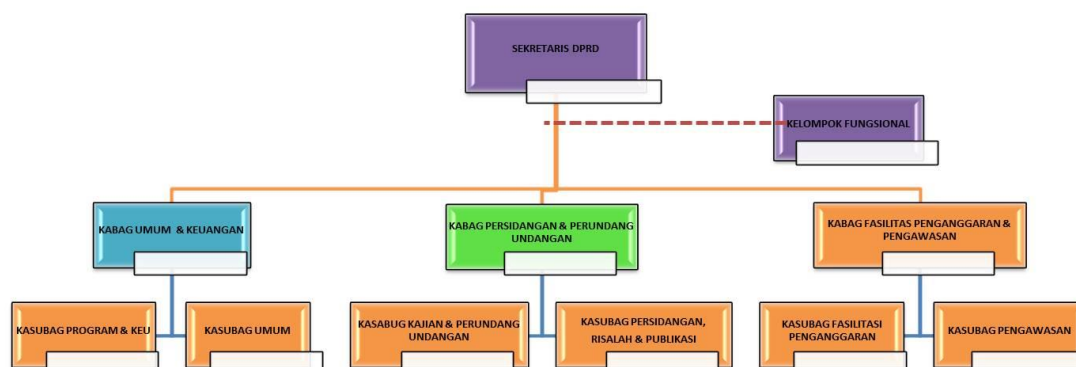 SEKRETARIS DPRD
KELOMPOK FUNGSIONAL
KABAG UMUM & KEUANGAN
KABAG PERSIDANGAN & PERUNDANG
UNDANGAN
KABAG FASILITAS PENGANGGARAN &
PENGAWASAN
KASUBAG PROGRAM & KEU
KASUBAG UMUM
KASABUG KAJIAN & PERUNDANG
UNDANGAN
KASUBAG PERSIDANGAN,
RISALAH & PUBLIKASI
KASUBAG FASILITASI
PENGANGGARAN
KASUBAG PENGAWASAN